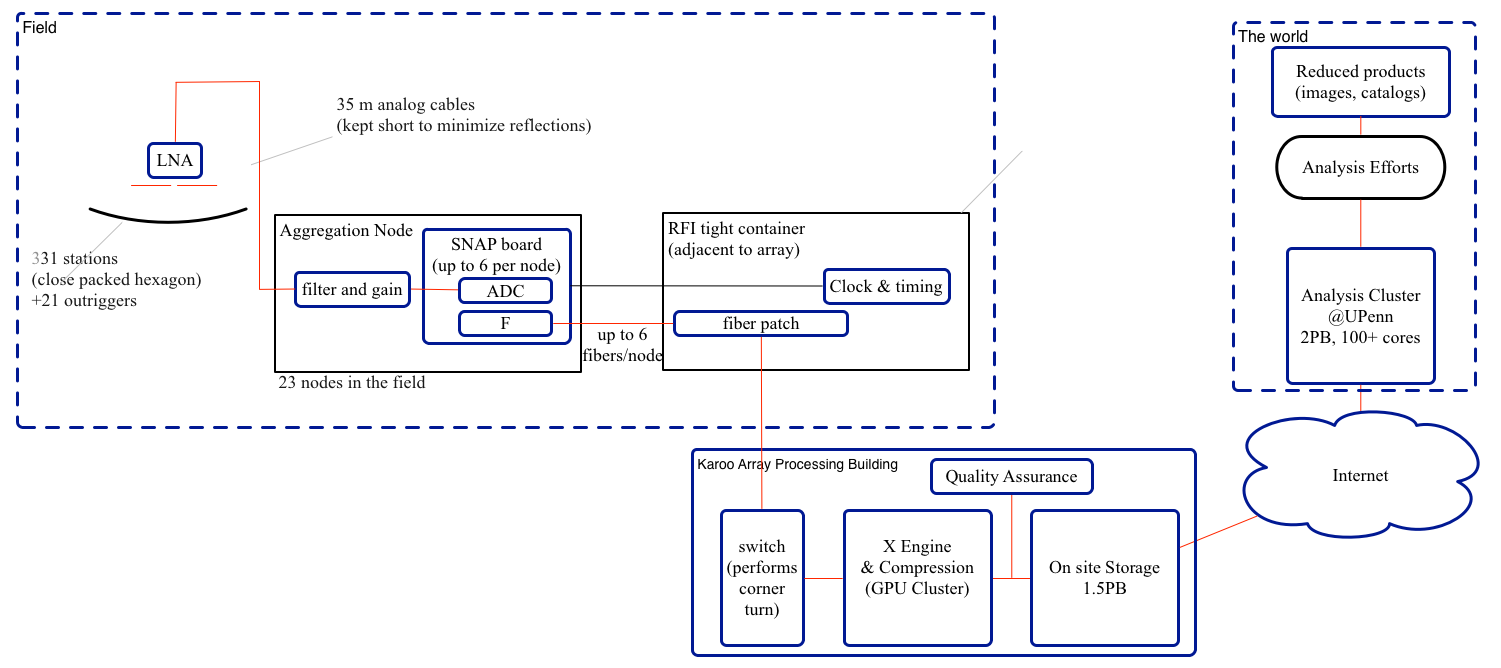 Field
35 m analog cables
(kept short to minimize reflections)
LNA
331 stations
(close packed hexagon)
+21 outriggers
Aggregation Node
filter and gain
SNAP board
(up to 6 per node)
ADC
F
23 nodes in the field
up to 6
fibers/node
RFI tight container
(adjacent to array)
Clock & timing
fiber patch
Karoo Array Processing Building
Quality Assurance
switch
(performs
corner
turn)
X Engine
& Compression
(GPU Cluster)
On site Storage
1.5PB
The world
Reduced products
(images, catalogs)
Analysis Efforts
Analysis Cluster
@UPenn
2PB, 100+ cores
Internet